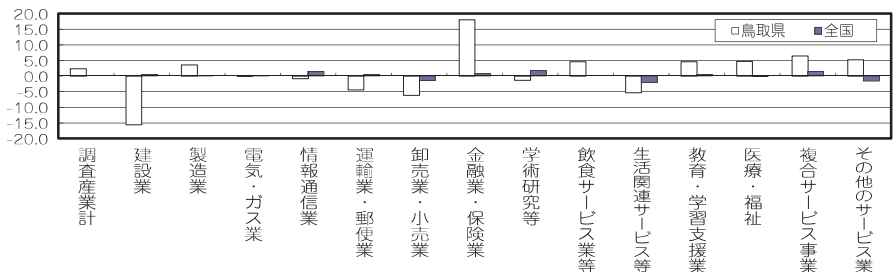 20.0
15.0
10.0
5.0
0.0
-5.0
-10.0
-15.0
-20.0
□鳥取県 ■全国
調査産業計
建設業
製造業
電気・ガス業
情報通信業
運輸業・郵便業
卸売業・小売業
金融業・保険業
学術研究等
飲食サービス業等
生活関連サービス等
教育・学習支援業
医療・福祉
複合サービス事業
その他のサービス業